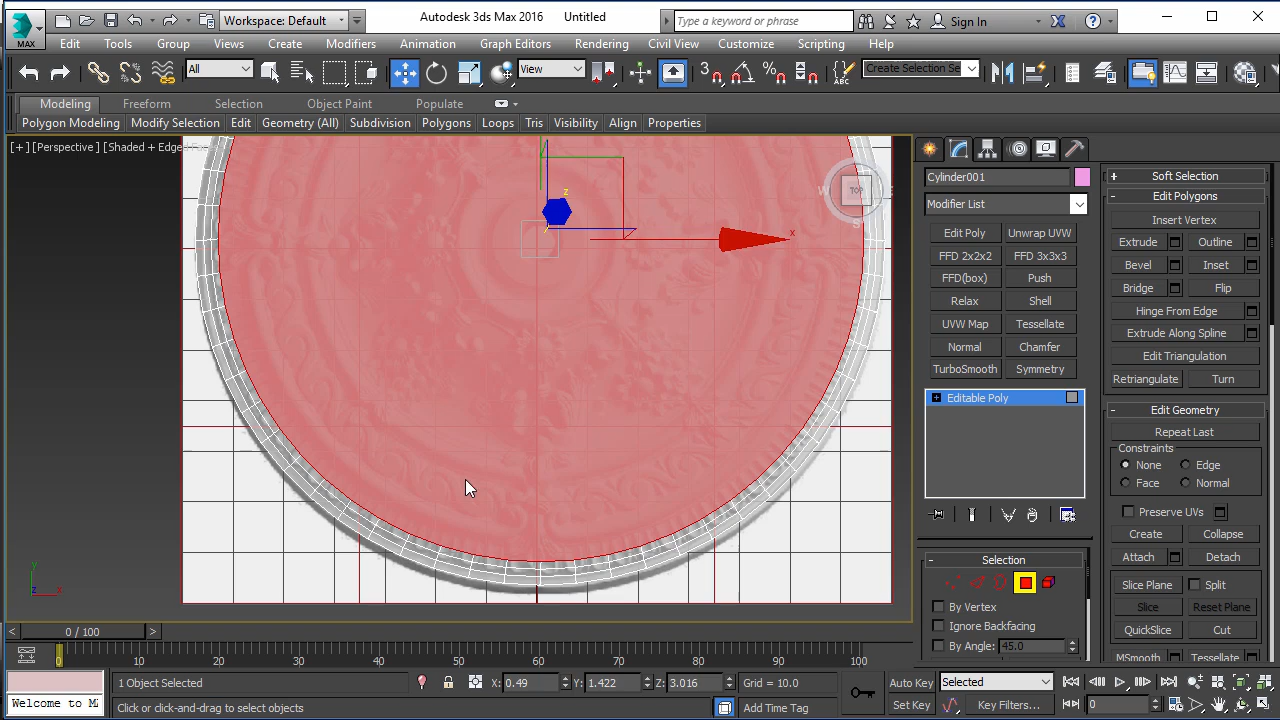 Workspace: Default
Autodesk 3ds Max 2016
Untitled
Type a keyword or phrase
Sign In
MAX
Edit Tools Group Views Create Modifiers Animation Graph Editors Rendering Civil View Customize Scripting Help
All
View
Create Selection Se
Modeling Freeform Selection Object Paint Populate
Polygon Modeling Modify Selection Edit Geometry (All) Subdivision Polygons Loops Tris Visibility Align Properties
[+] [Perspective ] [Shaded + Edged
z
x
TOP
W
S
Cylinder001
Modifier List
Edit Poly Unwrap UVW
FFD 2x2x2 FFD 3x3x3
FFD(box) Push
Relax Shell
UVW Map Tessellate
Normal Chamfer
TurboSmooth Symmetry
Editable Poly
Selection
By Vertex
Ignore Backfacing
By Angle: 45.0
Soft Selection
Edit Polygons
Insert Vertex
Extrude Outline
Bevel Inset
Bridge Flip
Hinge From Edge
Extrude Along Spline
Edit Triangulation
Retriangulate Turn
Edit Geometry
Repeat Last
Constraints
None Edge
Face Normal
Preserve UVs
Create Collapse
Attach Detach
Slice Plane Split
Slice Reset Plane
QuickSlice Cut
MSmooth Tessellate
y
z x
< 0 / 100 >
0 10 20 30 40 50 60 70 80 90 100
1 Object Selected
X: 0.49 Y: 1.422 Z: 3.016 Grid = 10.0
Auto Key Selected
Welcome to MA
Click or click-and-drag to select objects
Add Time Tag
Set Key Key Filters... 0